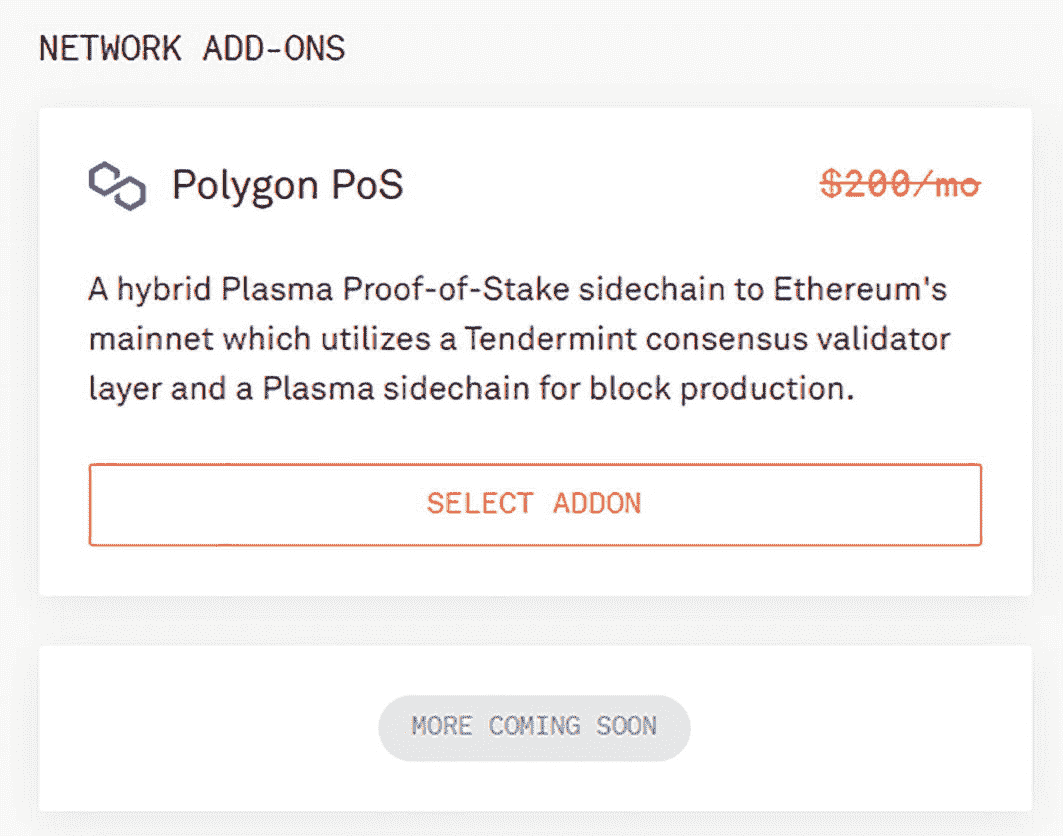 NETWORK ADD-ONS
Polygon PoS
$200/mo
A hybrid Plasma Proof-of-Stake sidechain to Ethereum's
mainnet which utilizes a Tendermint consensus validator
layer and a Plasma sidechain for block production.
SELECT ADDON
MORE COMING SOON